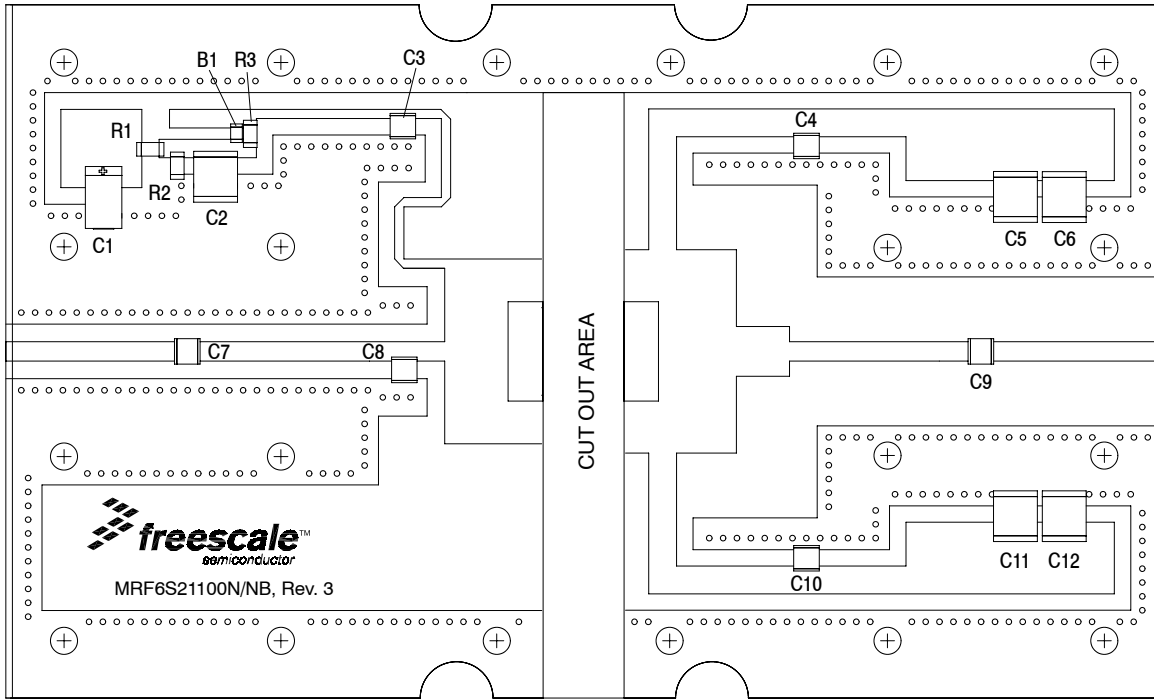 B1 R3 C3
R1 C4
R2 C2 C5 C6
C1
C7 C8 CUT OUT AREA C9
freescale™
semiconductor
MRF6S21100N/NB, Rev. 3
C10 C11 C12